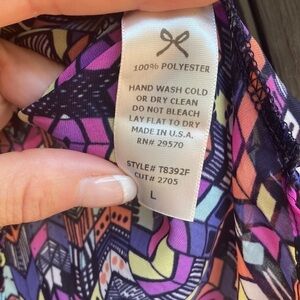 100% POLYESTER
HAND WASH COLD
OR DRY CLEAN
DO NOT BLEACH
LAY FLAT TO DRY
MADE IN U.S.A.
RN# 29570
STYLE# T8392F
CUT# 2705
L